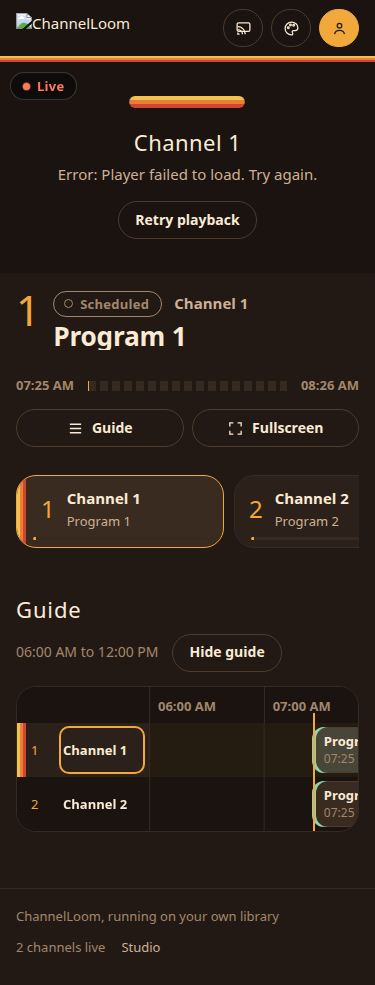 ChannelLoom
Live
Channel 1
Error: Player failed to load. Try again.
Retry playback
1 Scheduled Channel 1
Program 1
07:25 AM 08:26 AM
Guide Fullscreen
1 Channel 1 Program 1
2 Channel 2 Program 2
Guide
06:00 AM to 12:00 PM Hide guide
06:00 AM 07:00 AM
1 Channel 1 Progr
07:25
2 Channel 2 Progr
07:25
ChannelLoom, running on your own library
2 channels live Studio